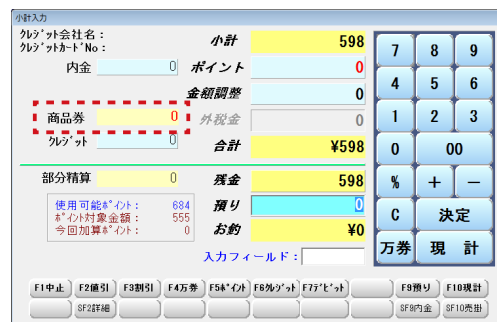 小計入力
ｸﾚｼﾞｯﾄ会社名：
ｸﾚｼﾞｯﾄｶｰﾄﾞNo：
小計 598
内金 0 ポイント 0
金額調整 0
商品券 0 外税金 0
ｸﾚｼﾞｯﾄ 0 合計 ¥598
部分精算 0 残金 598
使用可能ﾎﾟｲﾝﾄ： 684
ﾎﾟｲﾝﾄ対象金額： 555
今回加算ﾎﾟｲﾝﾄ： 0
預り 0
お釣 ¥0
入力フィールド：
7 8 9
4 5 6
1 2 3
0 00
% ＋ －
C 決定
万券 現 計
F1中止 F2値引 F3割引 F4万券 F5ﾎﾟｲﾝﾄ F6ｸﾚｼﾞｯﾄ F7ﾃﾞﾋﾞｯﾄ F9預り F10現計
SF2詳細 SF9内金 SF10売掛